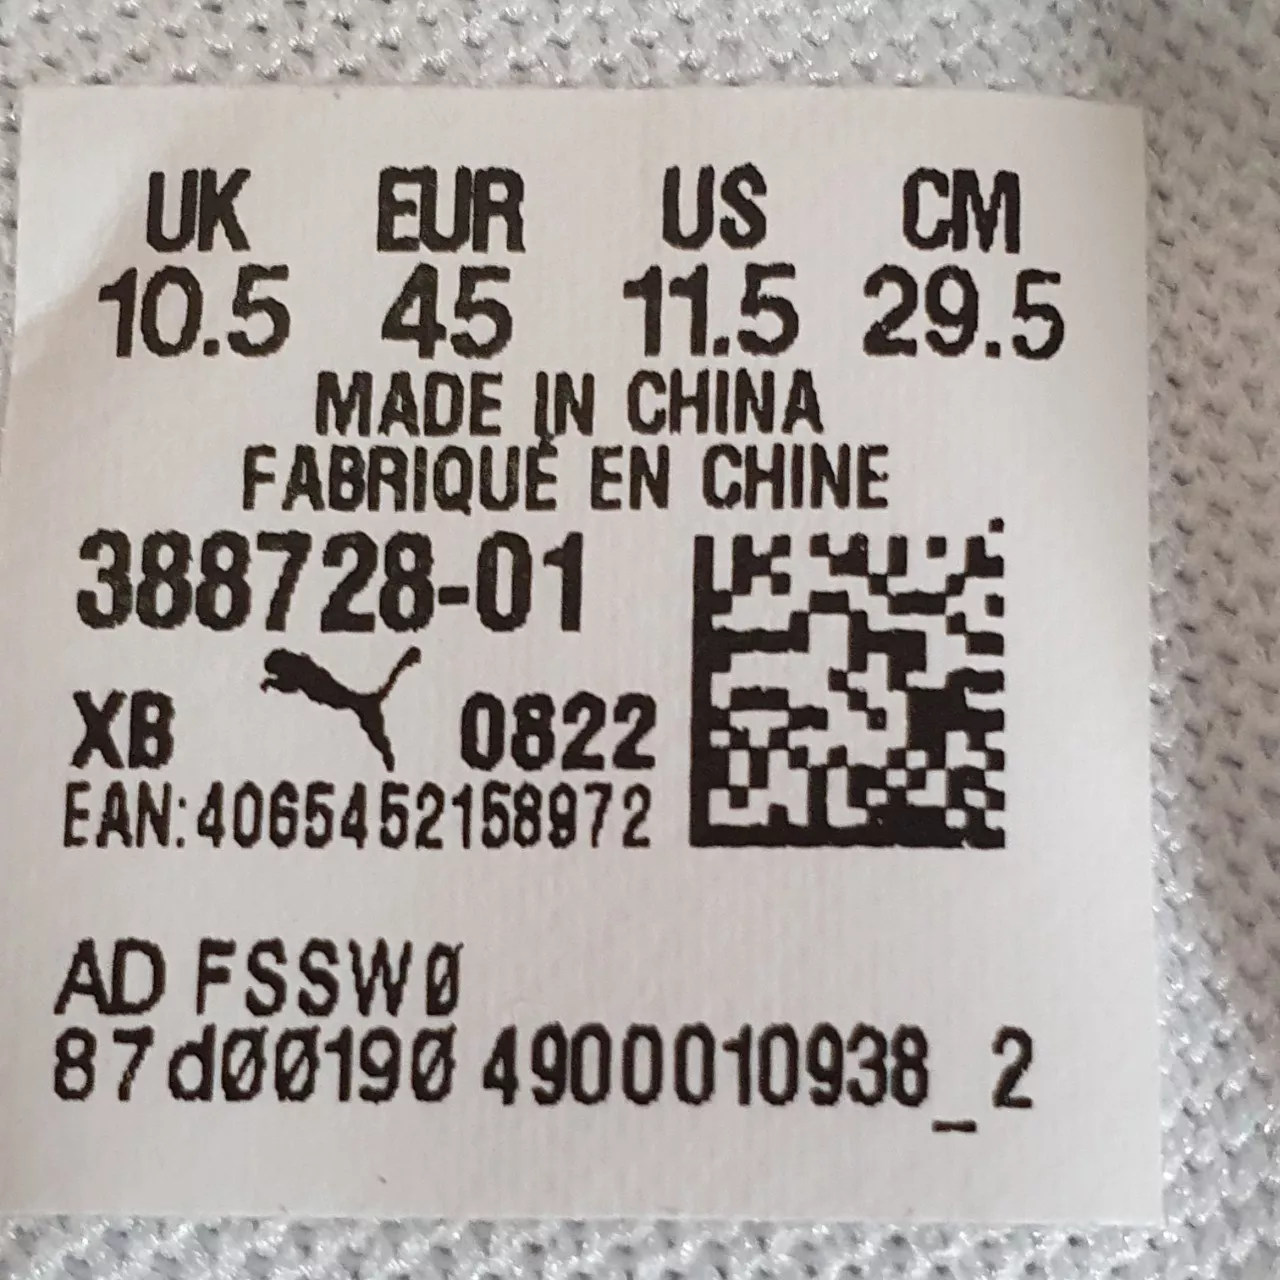 UK EUR US CM
10.5 45 11.5 29.5
MADE IN CHINA
FABRIQUÉ EN CHINE
388728-01
XB 0822
EAN:4065452158972
AD FSSW0
87d00190 4900010938_2